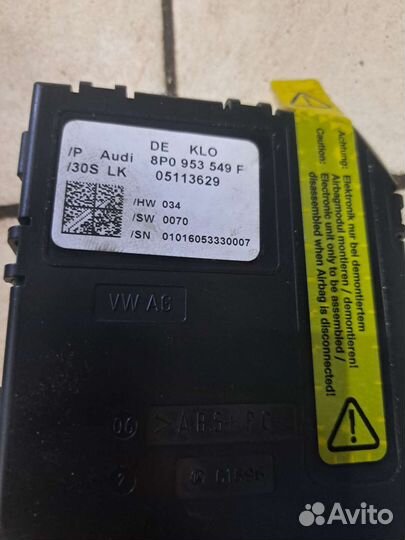 DE KLO
/P Audi 8P0 953 549 F
/30S LK 05113629
/HW 034
/SW 0070
/SN 01016053330007
VW AG
>ABS+PC
Achtung: Elektronik nur bei demontiertem
Airbagmodul montieren / demontieren!
Caution: Electronic unit only to be assembled /
disassembled when Airbag is disconnected!
Avito